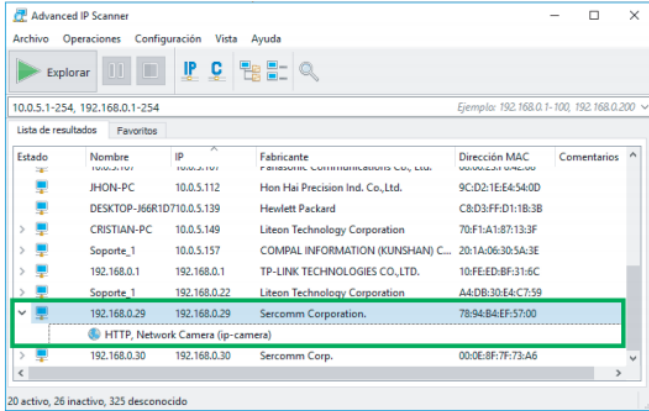 Advanced IP Scanner
Archivo Operaciones Configuración Vista Ayuda
Explorar IP C
10.0.5.1-254, 192.168.0.1-254 Ejemplo: 192.168.0.1-100, 192.168.0.200
Lista de resultados Favoritos
Estado Nombre IP Fabricante Dirección MAC Comentarios
JHON-PC 10.0.5.112 Hon Hai Precision Ind. Co.,Ltd. 9C:D2:1E:E4:54:0D
DESKTOP-J66R1D710.0.5.139 Hewlett Packard C8:D3:FF:D1:1B:3B
CRISTIAN-PC 10.0.5.149 Liteon Technology Corporation 70:F1:A1:87:13:3F
Soporte_1 10.0.5.157 COMPAL INFORMATION (KUNSHAN) C... 20:1A:06:30:5A:3E
192.168.0.1 192.168.0.1 TP-LINK TECHNOLOGIES CO.,LTD. 10:FE:ED:BF:31:6C
Soporte_1 192.168.0.22 Liteon Technology Corporation A4:DB:30:E4:C7:59
192.168.0.29 192.168.0.29 Sercomm Corporation. 78:94:B4:EF:57:00
HTTP, Network Camera (ip-camera)
192.168.0.30 192.168.0.30 Sercomm Corp. 00:0E:8F:7F:73:A6
20 activo, 26 inactivo, 325 desconocido